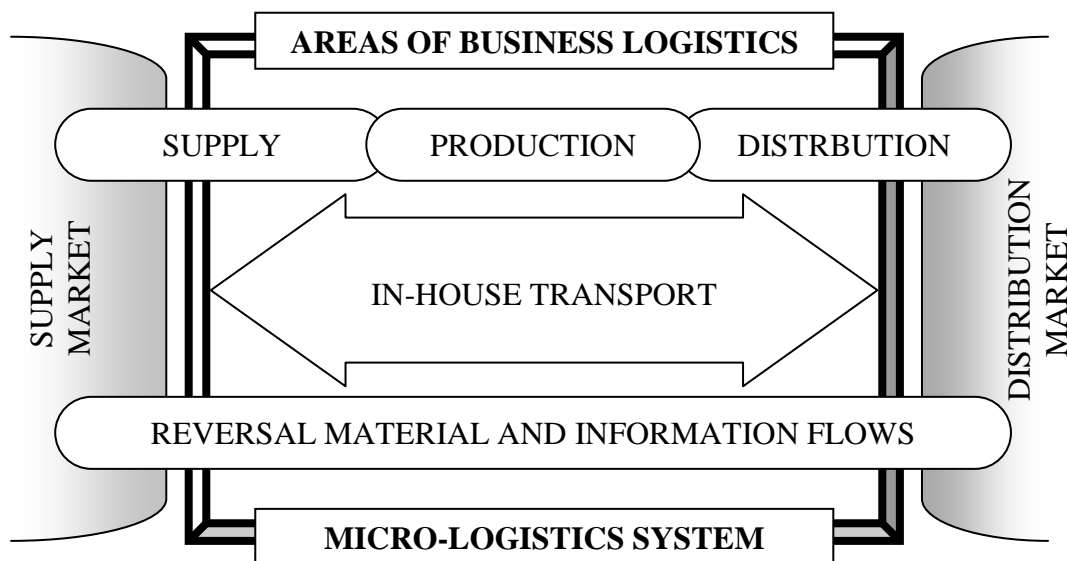 AREAS OF BUSINESS LOGISTICS
SUPPLY
PRODUCTION
DISTRBUTION
SUPPLY
MARKET
IN-HOUSE TRANSPORT
DISTRIBUTION
MARKET
REVERSAL MATERIAL AND INFORMATION FLOWS
MICRO-LOGISTICS SYSTEM